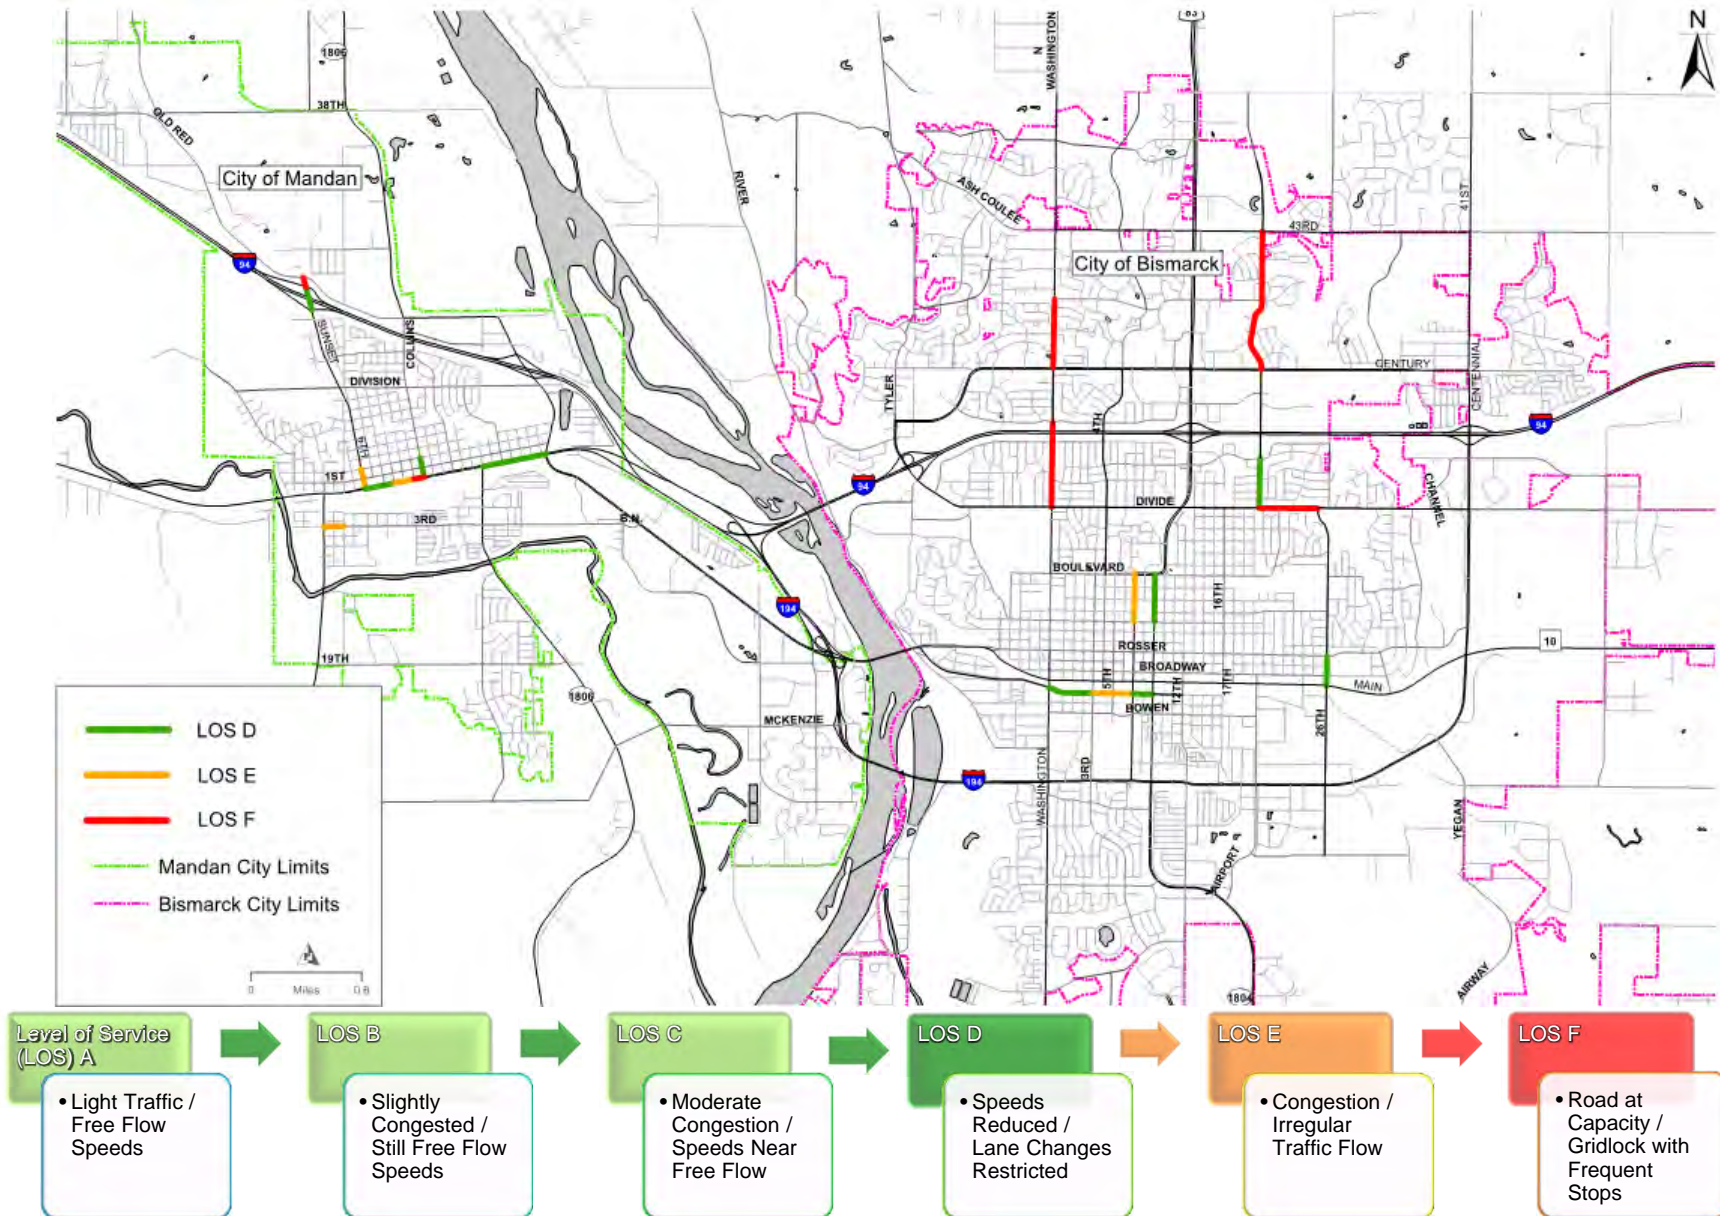 83
N
WASHINGTON
N
1806
38TH
OLD RED
City of Mandan
RIVER
ASH COULEE
41ST
43RD
City of Bismarck
94
SUNSET
COLLINS
DIVISION
TYLER
CENTURY
CENTENNIAL
4TH
94
6TH
1ST
94
DIVIDE
CHANNEL
3RD
B.N.
BOULEVARD
16TH
194
ROSSER
10
19TH
BROADWAY
1806
5TH
12TH
17TH
MAIN
BOWEN
MCKENZIE
26TH
3RD
WASHINGTON
194
YEGAN
AIRPORT
AIRWAY
1804
LOS D
LOS E
LOS F
Mandan City Limits
Bismarck City Limits
0
Miles
0.8
Level of Service
(LOS) A
• Light Traffic /
Free Flow
Speeds
LOS B
• Slightly
Congested /
Still Free Flow
Speeds
LOS C
• Moderate
Congestion /
Speeds Near
Free Flow
LOS D
• Speeds
Reduced /
Lane Changes
Restricted
LOS E
• Congestion /
Irregular
Traffic Flow
LOS F
• Road at
Capacity /
Gridlock with
Frequent
Stops